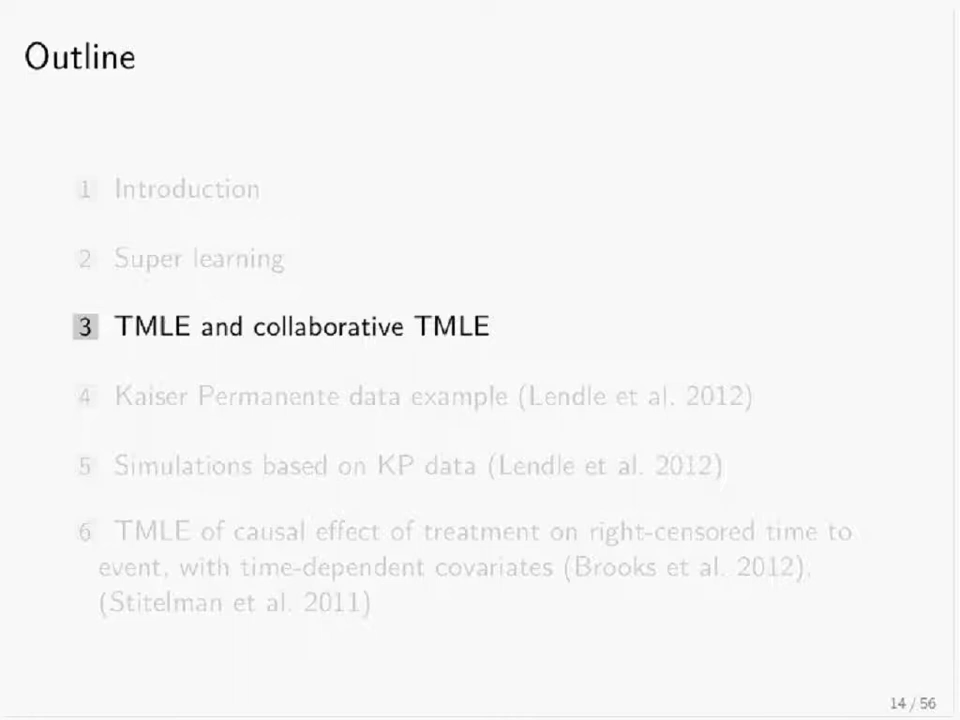 Outline
1 Introduction
2 Super learning
3 TMLE and collaborative TMLE
4 Kaiser Permanente data example (Lendle et al. 2012)
5 Simulations based on KP data (Lendle et al. 2012)
6 TMLE of causal effect of treatment on right-censored time to
event, with time-dependent covariates (Brooks et al. 2012),
(Stitelman et al. 2011)
14 / 56